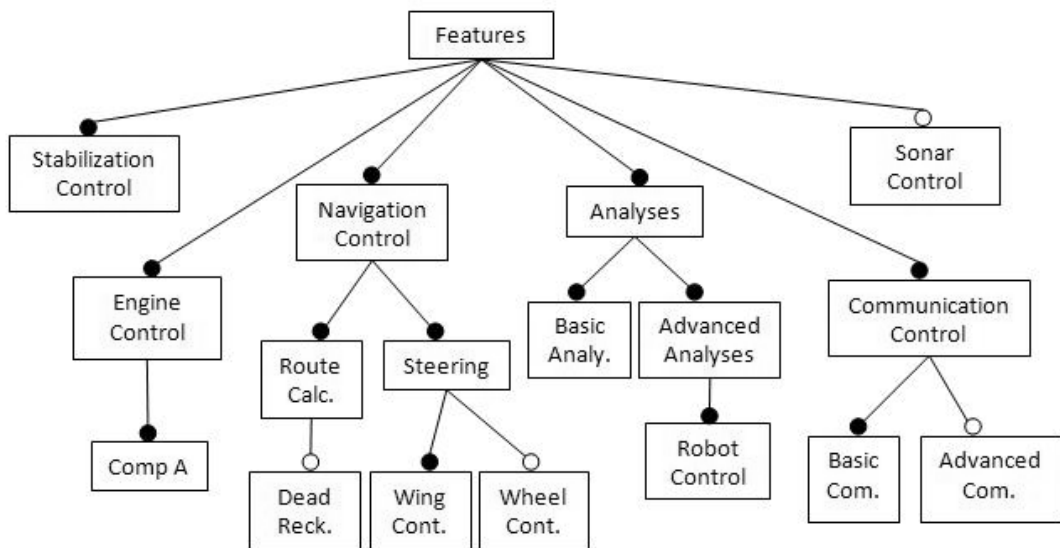 Features
Stabilization
Control
Sonar
Control
Navigation
Control
Analyses
Engine
Control
Communication
Control
Basic
Analy.
Advanced
Analyses
Route
Calc.
Steering
Comp A
Robot
Control
Basic
Com.
Advanced
Com.
Dead
Reck.
Wing
Cont.
Wheel
Cont.